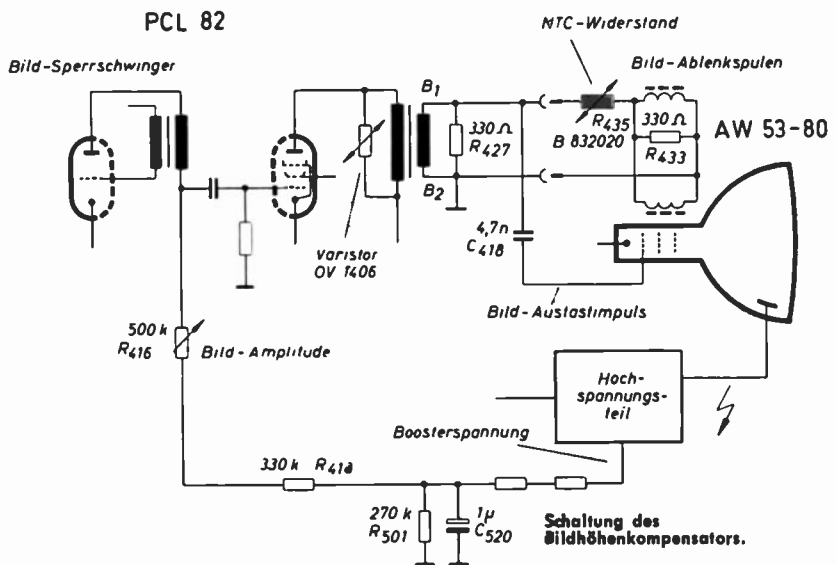 PCL 82
MTC-Widerstand
Bild-Sperrschwinger
Bild-Ablenkspulen
B1
330 Ω
R427
B2
R435
B 832020
330 Ω
R433
AW 53-80
Varistor
OV 1406
4,7n
C418
Bild-Austastimpuls
500 k
R416
Bild-Amplitude
Hoch-
spannungs-
teil
Boosterspannung
330 k R418
270 k
R501
1µ
C520
Schaltung des
Bildhöhenkompensators.